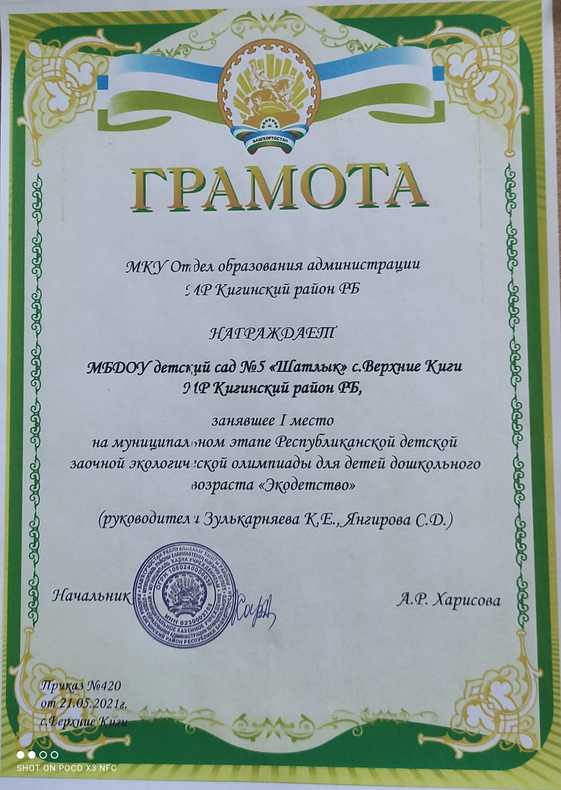 БАШКОРТОСТАН
ГРАМОТА
МКУ Отдел образования администрации
МР Кигинский район РБ
НАГРАЖДАЕТ
МБДОУ детский сад №5 «Шатлык» с.Верхние Киги
МР Кигинский район РБ,
занявшее I место
на муниципальном этапе Республиканской детской
заочной экологической олимпиады для детей дошкольного
возраста «Экодетство»
(руководители Зулькарняева К.Е., Янгирова С.Д.)
Начальник
А.Р. Харисова
Приказ №420
от 21.05.2021г,
с.Верхние Киги
SHOT ON POCO X3 NFC